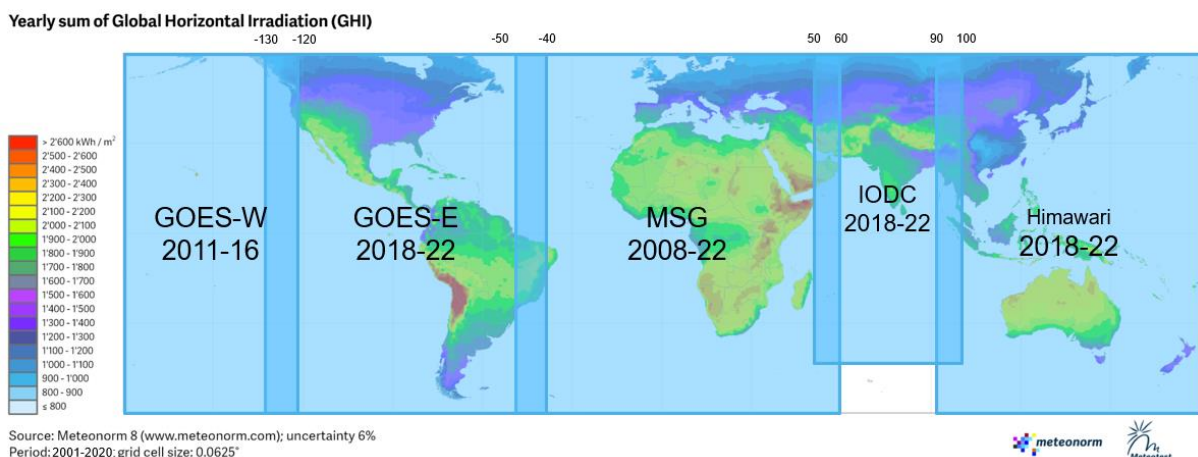 Yearly sum of Global Horizontal Irradiation (GHI)
-130 -120 -50 -40 50 60 90 100
> 2'600 kWh / m²
2'500 - 2'600
2'400 - 2'500
2'300 - 2'400
2'200 - 2'300
2'100 - 2'200
2'000 - 2'100
1'900 - 2'000
1'800 - 1'900
1'700 - 1'800
1'600 - 1'700
1'500 - 1'600
1'400 - 1'500
1'300 - 1'400
1'200 - 1'300
1'100 - 1'200
1'000 - 1'100
900 - 1'000
800 - 900
≤ 800
GOES-W
2011-16
GOES-E
2018-22
MSG
2008-22
IODC
2018-22
Himawari
2018-22
Source: Meteonorm 8 (www.meteonorm.com); uncertainty 6%
Period: 2001-2020; grid cell size: 0.0625°
meteonorm
Meteotest